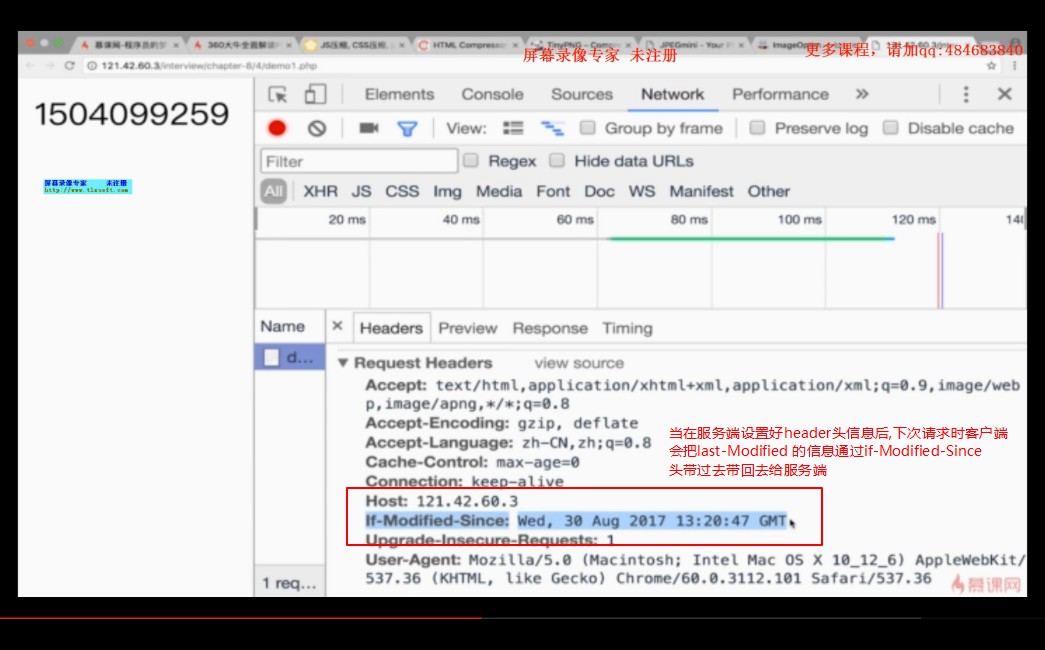 慕课网-程序员的梦
360大牛全面解读P
JS压缩, CSS压缩,
HTML Compressor
TinyPNG – Compr
JPEGmini - Your P
屏幕录像专家 未注册
更多课程，请加qq:484683840
121.42.60.3/interview/chapter-8/4/demo1.php
1504099259
屏幕录像专家 未注册
http://www.tlxsoft.com
Elements Console Sources Network Performance »
View: Group by frame Preserve log Disable cache
Filter Regex Hide data URLs
All XHR JS CSS Img Media Font Doc WS Manifest Other
20 ms 40 ms 60 ms 80 ms 100 ms 120 ms 140
Name × Headers Preview Response Timing
d...
Request Headers view source
Accept: text/html,application/xhtml+xml,application/xml;q=0.9,image/web
p,image/apng,*/*;q=0.8
Accept-Encoding: gzip, deflate
Accept-Language: zh-CN,zh;q=0.8
Cache-Control: max-age=0
Connection: keep-alive
Host: 121.42.60.3
If-Modified-Since: Wed, 30 Aug 2017 13:20:47 GMT
Upgrade-Insecure-Requests: 1
User-Agent: Mozilla/5.0 (Macintosh; Intel Mac OS X 10_12_6) AppleWebKit/
537.36 (KHTML, like Gecko) Chrome/60.0.3112.101 Safari/537.36
当在服务端设置好header头信息后,下次请求时客户端
会把last-Modified 的信息通过if-Modified-Since
头带过去带回去给服务端
1 req...
慕课网